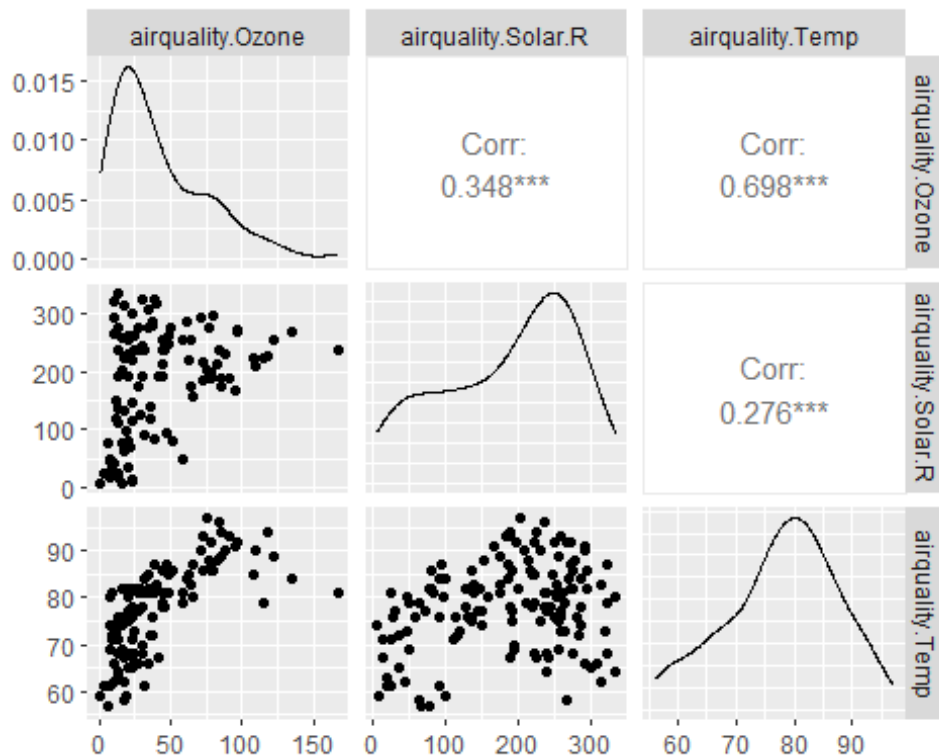 airquality.Ozone
airquality.Solar.R
airquality.Temp
0.015
0.010
0.005
0.000
Corr:
0.348***
Corr:
0.698***
airquality.Ozone
300
200
100
0
Corr:
0.276***
airquality.Solar.R
90
80
70
60
airquality.Temp
0 50 100 150
0 100 200 300
60 70 80 90